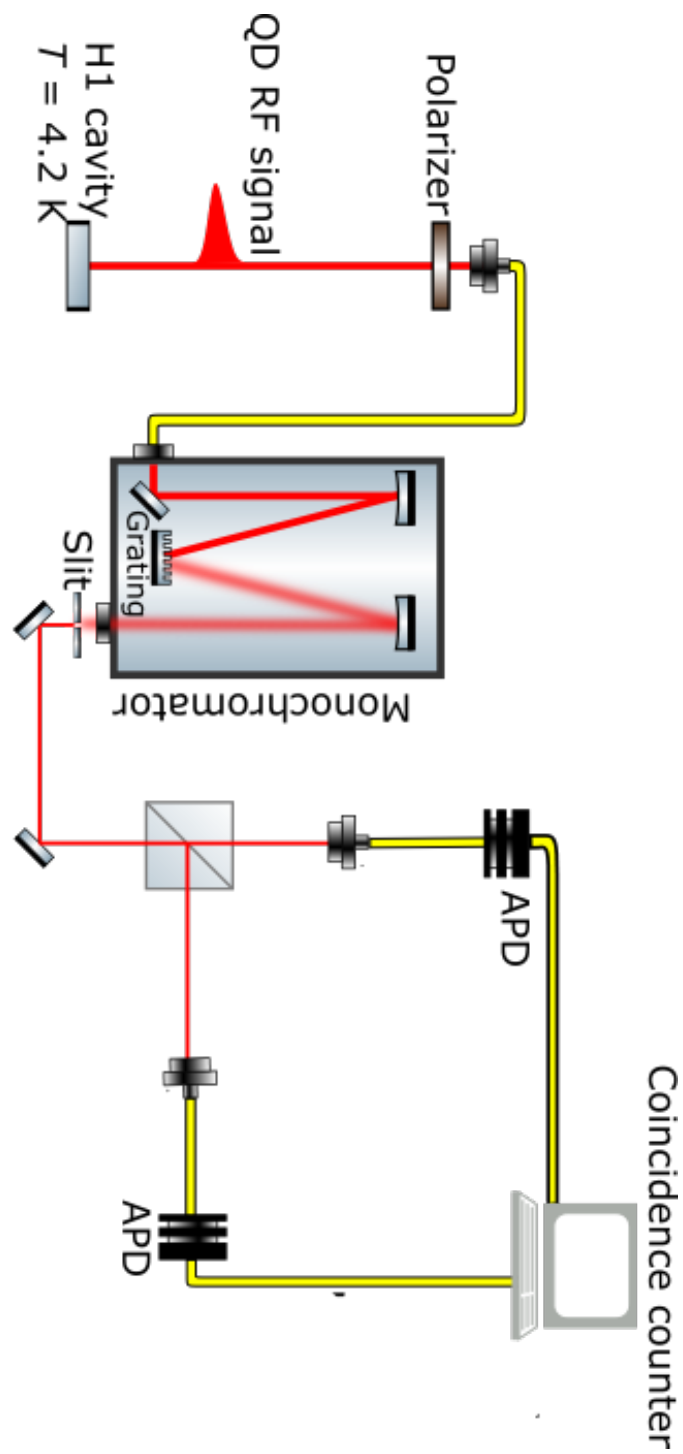 H1 cavity
T = 4.2 K
QD RF signal
Polarizer
Grating
Slit
Monochromator
APD
APD
Coincidence counter